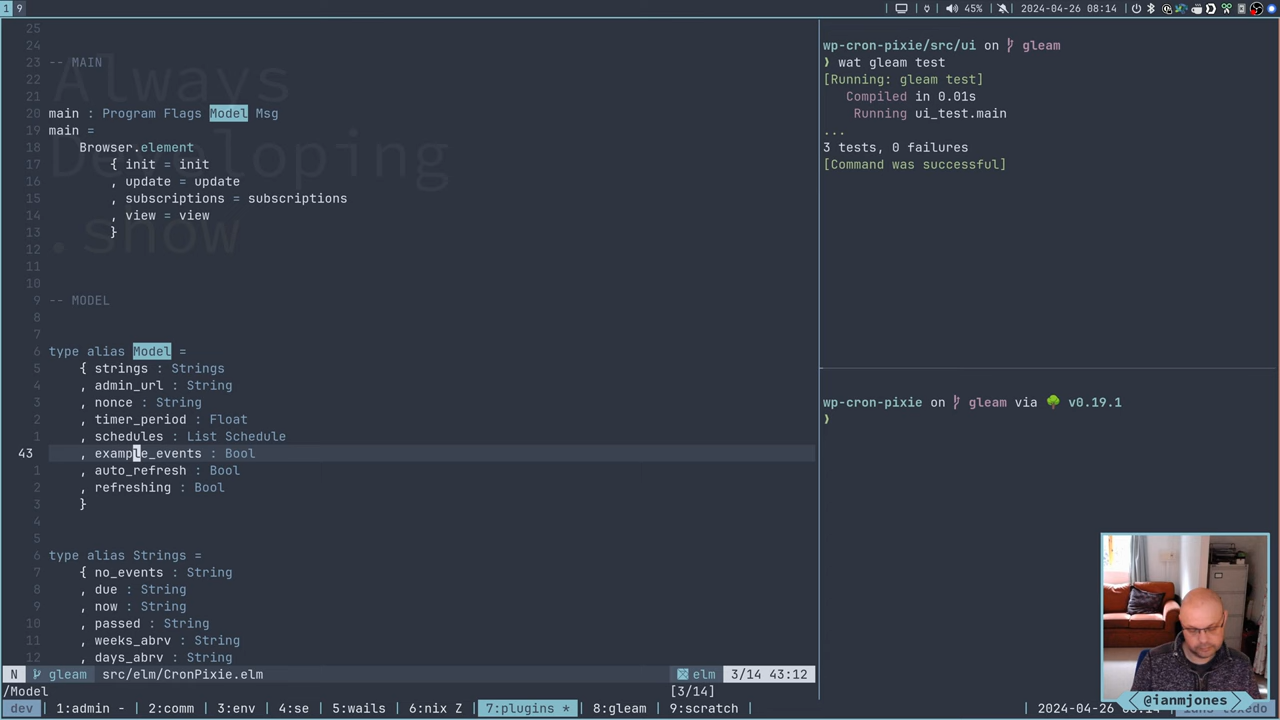 1 9
45% 2024-04-26 08:14
25
24
23 -- MAIN
22
21
20 main : Program Flags Model Msg
19 main =
18 Browser.element
17 { init = init
16 , update = update
15 , subscriptions = subscriptions
14 , view = view
13 }
12
11
10
9 -- MODEL
8
7
6 type alias Model =
5 { strings : Strings
4 , admin_url : String
3 , nonce : String
2 , timer_period : Float
1 , schedules : List Schedule
43 , example_events : Bool
1 , auto_refresh : Bool
2 , refreshing : Bool
3 }
4
5
6 type alias Strings =
7 { no_events : String
8 , due : String
9 , now : String
10 , passed : String
11 , weeks_abrv : String
12 , days_abrv : String
Always
Developing
.show
N gleam src/elm/CronPixie.elm elm 3/14 43:12
/Model [3/14]
wp-cron-pixie/src/ui on gleam
❯ wat gleam test
[Running: gleam test]
Compiled in 0.01s
Running ui_test.main
...
3 tests, 0 failures
[Command was successful]
wp-cron-pixie on gleam via v0.19.1
❯
@ianmjones
dev 1:admin - 2:comm 3:env 4:se 5:wails 6:nix Z 7:plugins * 8:gleam 9:scratch